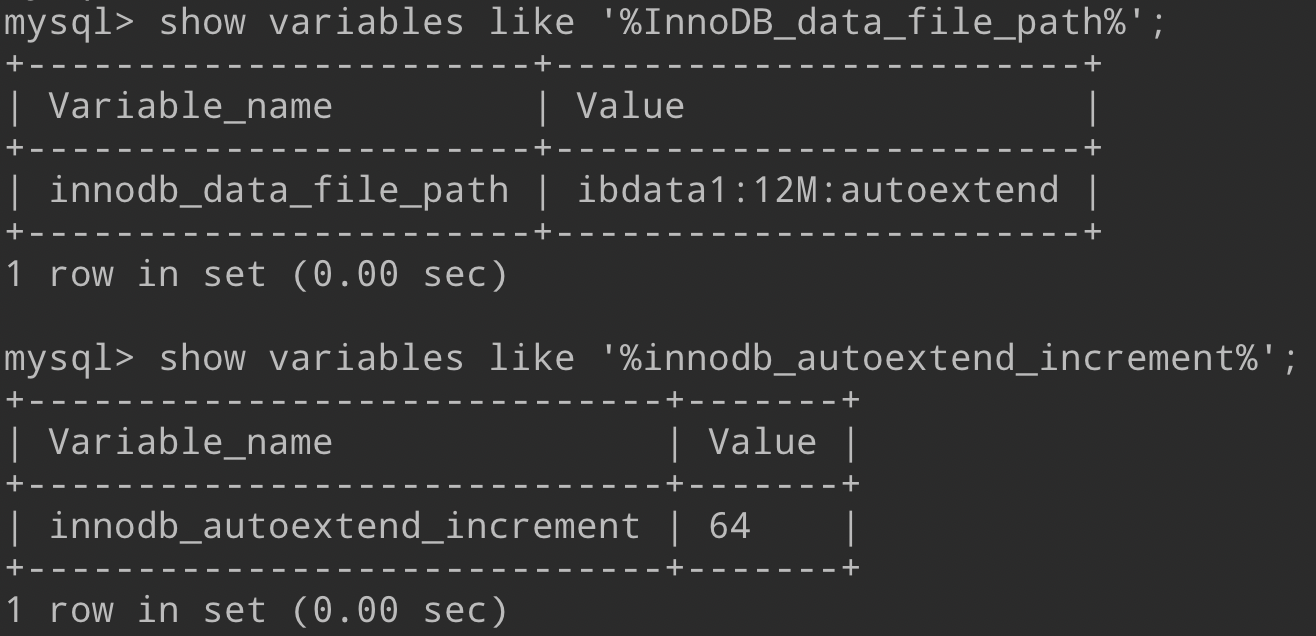 mysql> show variables like '%InnoDB_data_file_path%';
+-----------------------+------------------------+
| Variable_name         | Value                  |
+-----------------------+------------------------+
| innodb_data_file_path | ibdata1:12M:autoextend |
+-----------------------+------------------------+
1 row in set (0.00 sec)

mysql> show variables like '%innodb_autoextend_increment%';
+-----------------------------+-------+
| Variable_name               | Value |
+-----------------------------+-------+
| innodb_autoextend_increment | 64    |
+-----------------------------+-------+
1 row in set (0.00 sec)